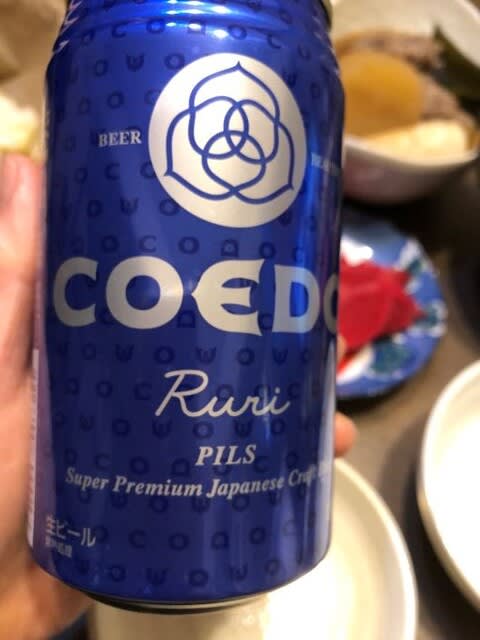 BEER
COEDO
Ruri
PILS
Super Premium Japanese Craft
生ビール